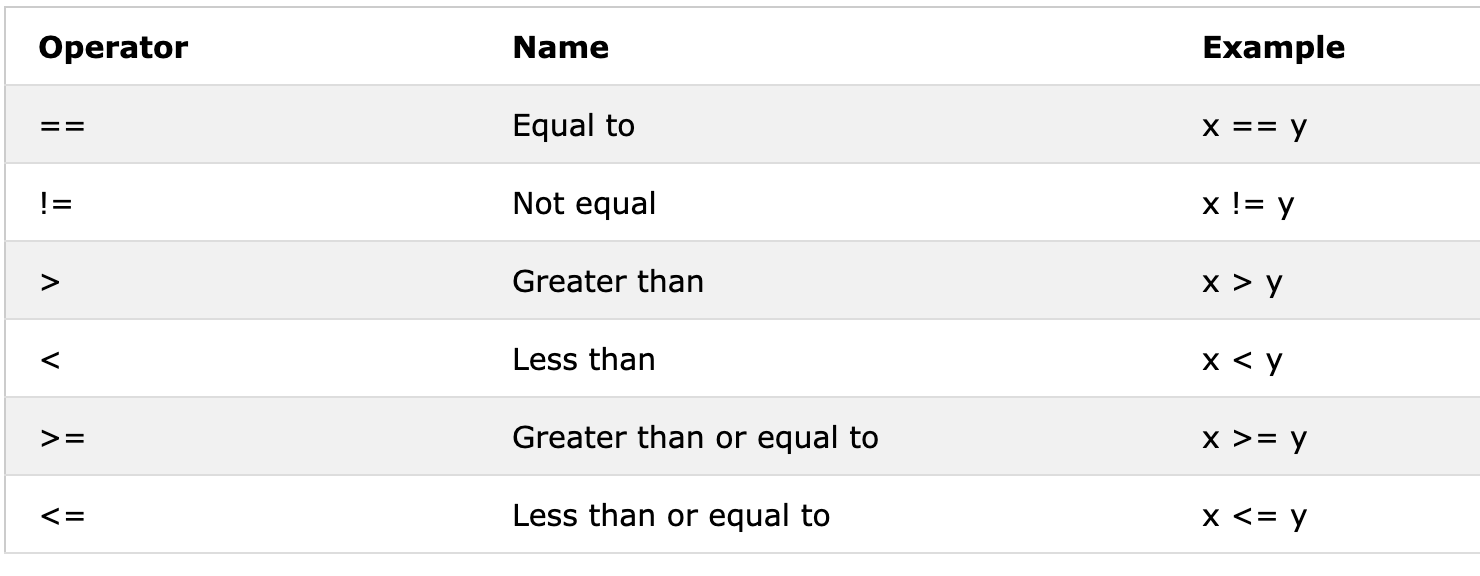 Operator Name Example
== Equal to x == y
!= Not equal x != y
> Greater than x > y
< Less than x < y
>= Greater than or equal to x >= y
<= Less than or equal to x <= y